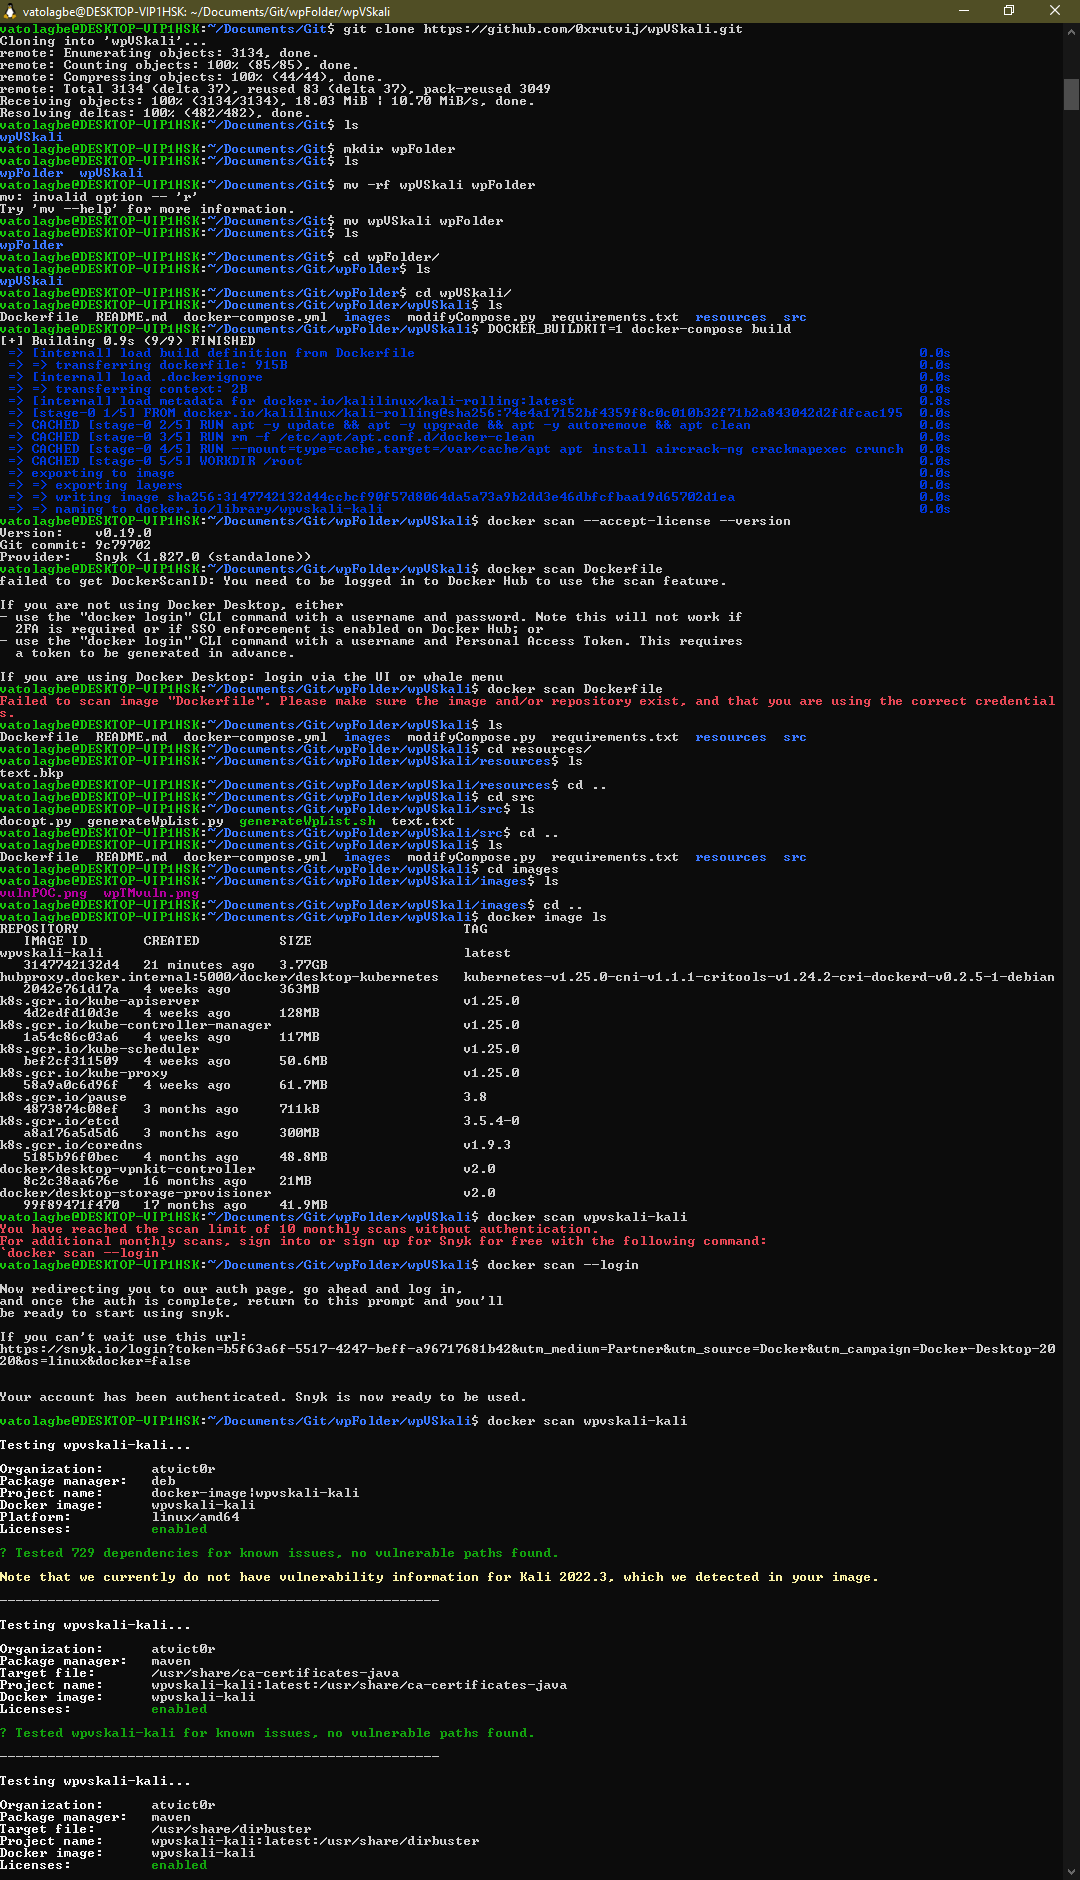 vatolagbe@DESKTOP-VIP1HSK: ~/Documents/Git/wpFolder/wpVSkali
vatolagbe@DESKTOP-VIP1HSK:~/Documents/Git$ git clone https://github.com/0xrutvij/wpVSkali.git
Cloning into 'wpVSkali'...
remote: Enumerating objects: 3134, done.
remote: Counting objects: 100% (85/85), done.
remote: Compressing objects: 100% (44/44), done.
remote: Total 3134 (delta 37), reused 83 (delta 37), pack-reused 3049
Receiving objects: 100% (3134/3134), 18.03 MiB | 10.70 MiB/s, done.
Resolving deltas: 100% (482/482), done.
vatolagbe@DESKTOP-VIP1HSK:~/Documents/Git$ ls
wpVSkali
vatolagbe@DESKTOP-VIP1HSK:~/Documents/Git$ mkdir wpFolder
vatolagbe@DESKTOP-VIP1HSK:~/Documents/Git$ ls
wpFolder  wpVSkali
vatolagbe@DESKTOP-VIP1HSK:~/Documents/Git$ mv -rf wpVSkali wpFolder
mv: invalid option -- 'r'
Try 'mv --help' for more information.
vatolagbe@DESKTOP-VIP1HSK:~/Documents/Git$ mv wpVSkali wpFolder
vatolagbe@DESKTOP-VIP1HSK:~/Documents/Git$ ls
wpFolder
vatolagbe@DESKTOP-VIP1HSK:~/Documents/Git$ cd wpFolder/
vatolagbe@DESKTOP-VIP1HSK:~/Documents/Git/wpFolder$ ls
wpVSkali
vatolagbe@DESKTOP-VIP1HSK:~/Documents/Git/wpFolder$ cd wpVSkali/
vatolagbe@DESKTOP-VIP1HSK:~/Documents/Git/wpFolder/wpVSkali$ ls
Dockerfile  README.md  docker-compose.yml  images  modifyCompose.py  requirements.txt  resources  src
vatolagbe@DESKTOP-VIP1HSK:~/Documents/Git/wpFolder/wpVSkali$ DOCKER_BUILDKIT=1 docker-compose build
[+] Building 0.9s (9/9) FINISHED
=> [internal] load build definition from Dockerfile 0.0s
=> => transferring dockerfile: 915B 0.0s
=> [internal] load .dockerignore 0.0s
=> => transferring context: 2B 0.0s
=> [internal] load metadata for docker.io/kalilinux/kali-rolling:latest 0.8s
=> [stage-0 1/5] FROM docker.io/kalilinux/kali-rolling@sha256:74e4a17152bf4359f8c0c010b32f71b2a843042d2fdfcac195 0.0s
=> CACHED [stage-0 2/5] RUN apt -y update && apt -y upgrade && apt -y autoremove && apt clean 0.0s
=> CACHED [stage-0 3/5] RUN rm -f /etc/apt/apt.conf.d/docker-clean 0.0s
=> CACHED [stage-0 4/5] RUN --mount=type=cache,target=/var/cache/apt apt install aircrack-ng crackmapexec crunch 0.0s
=> CACHED [stage-0 5/5] WORKDIR /root 0.0s
=> exporting to image 0.0s
=> => exporting layers 0.0s
=> => writing image sha256:3147742132d44ccbcf90f57d8064da5a73a9b2dd3e46dbfcfbaa19d65702d1ea 0.0s
=> => naming to docker.io/library/wpvskali-kali 0.0s
vatolagbe@DESKTOP-VIP1HSK:~/Documents/Git/wpFolder/wpVSkali$ docker scan --accept-license --version
Version:    v0.19.0
Git commit: 9c79702
Provider:   Snyk (1.827.0 (standalone))
vatolagbe@DESKTOP-VIP1HSK:~/Documents/Git/wpFolder/wpVSkali$ docker scan Dockerfile
failed to get DockerScanID: You need to be logged in to Docker Hub to use the scan feature.
If you are not using Docker Desktop, either
- use the "docker login" CLI command with a username and password. Note this will not work if
2FA is required or if SSO enforcement is enabled on Docker Hub; or
- use the "docker login" CLI command with a username and Personal Access Token. This requires
a token to be generated in advance.
If you are using Docker Desktop: login via the UI or whale menu
vatolagbe@DESKTOP-VIP1HSK:~/Documents/Git/wpFolder/wpVSkali$ docker scan Dockerfile
Failed to scan image "Dockerfile". Please make sure the image and/or repository exist, and that you are using the correct credential
s.
vatolagbe@DESKTOP-VIP1HSK:~/Documents/Git/wpFolder/wpVSkali$ ls
Dockerfile  README.md  docker-compose.yml  images  modifyCompose.py  requirements.txt  resources  src
vatolagbe@DESKTOP-VIP1HSK:~/Documents/Git/wpFolder/wpVSkali$ cd resources/
vatolagbe@DESKTOP-VIP1HSK:~/Documents/Git/wpFolder/wpVSkali/resources$ ls
text.bkp
vatolagbe@DESKTOP-VIP1HSK:~/Documents/Git/wpFolder/wpVSkali/resources$ cd ..
vatolagbe@DESKTOP-VIP1HSK:~/Documents/Git/wpFolder/wpVSkali$ cd src
vatolagbe@DESKTOP-VIP1HSK:~/Documents/Git/wpFolder/wpVSkali/src$ ls
docopt.py  generateWpList.py  generateWpList.sh  text.txt
vatolagbe@DESKTOP-VIP1HSK:~/Documents/Git/wpFolder/wpVSkali/src$ cd ..
vatolagbe@DESKTOP-VIP1HSK:~/Documents/Git/wpFolder/wpVSkali$ ls
Dockerfile  README.md  docker-compose.yml  images  modifyCompose.py  requirements.txt  resources  src
vatolagbe@DESKTOP-VIP1HSK:~/Documents/Git/wpFolder/wpVSkali$ cd images
vatolagbe@DESKTOP-VIP1HSK:~/Documents/Git/wpFolder/wpVSkali/images$ ls
vulnPOC.png  wpTMvuln.png
vatolagbe@DESKTOP-VIP1HSK:~/Documents/Git/wpFolder/wpVSkali/images$ cd ..
vatolagbe@DESKTOP-VIP1HSK:~/Documents/Git/wpFolder/wpVSkali$ docker image ls
REPOSITORY TAG
IMAGE ID       CREATED          SIZE
wpvskali-kali latest
3147742132d4   21 minutes ago   3.77GB
hubproxy.docker.internal:5000/docker/desktop-kubernetes   kubernetes-v1.25.0-cni-v1.1.1-critools-v1.24.2-cri-dockerd-v0.2.5-1-debian
2042e761d17a   4 weeks ago      363MB
k8s.gcr.io/kube-apiserver v1.25.0
4d2edfd10d3e   4 weeks ago      128MB
k8s.gcr.io/kube-controller-manager v1.25.0
1a54c86c03a6   4 weeks ago      117MB
k8s.gcr.io/kube-scheduler v1.25.0
bef2cf311509   4 weeks ago      50.6MB
k8s.gcr.io/kube-proxy v1.25.0
58a9a0c6d96f   4 weeks ago      61.7MB
k8s.gcr.io/pause 3.8
4873874c08ef   3 months ago     711kB
k8s.gcr.io/etcd 3.5.4-0
a8a176a5d5d6   3 months ago     300MB
k8s.gcr.io/coredns v1.9.3
5185b96f0bec   4 months ago     48.8MB
docker/desktop-vpnkit-controller v2.0
8c2c38aa676e   16 months ago    21MB
docker/desktop-storage-provisioner v2.0
99f89471f470   17 months ago    41.9MB
vatolagbe@DESKTOP-VIP1HSK:~/Documents/Git/wpFolder/wpVSkali$ docker scan wpvskali-kali
You have reached the scan limit of 10 monthly scans without authentication.
For additional monthly scans, sign into or sign up for Snyk for free with the following command:
`docker scan --login`
vatolagbe@DESKTOP-VIP1HSK:~/Documents/Git/wpFolder/wpVSkali$ docker scan --login
Now redirecting you to our auth page, go ahead and log in,
and once the auth is complete, return to this prompt and you'll
be ready to start using snyk.
If you can't wait use this url:
https://snyk.io/login?token=b5f63a6f-5517-4247-beff-a96717681b42&utm_medium=Partner&utm_source=Docker&utm_campaign=Docker-Desktop-20
20&os=linux&docker=false
Your account has been authenticated. Snyk is now ready to be used.
vatolagbe@DESKTOP-VIP1HSK:~/Documents/Git/wpFolder/wpVSkali$ docker scan wpvskali-kali
Testing wpvskali-kali...
Organization:      atvict0r
Package manager:   deb
Project name:      docker-image|wpvskali-kali
Docker image:      wpvskali-kali
Platform:          linux/amd64
Licenses:          enabled
? Tested 729 dependencies for known issues, no vulnerable paths found.
Note that we currently do not have vulnerability information for Kali 2022.3, which we detected in your image.
-------------------------------------------------------
Testing wpvskali-kali...
Organization:      atvict0r
Package manager:   maven
Target file:       /usr/share/ca-certificates-java
Project name:      wpvskali-kali:latest:/usr/share/ca-certificates-java
Docker image:      wpvskali-kali
Licenses:          enabled
? Tested wpvskali-kali for known issues, no vulnerable paths found.
-------------------------------------------------------
Testing wpvskali-kali...
Organization:      atvict0r
Package manager:   maven
Target file:       /usr/share/dirbuster
Project name:      wpvskali-kali:latest:/usr/share/dirbuster
Docker image:      wpvskali-kali
Licenses:          enabled